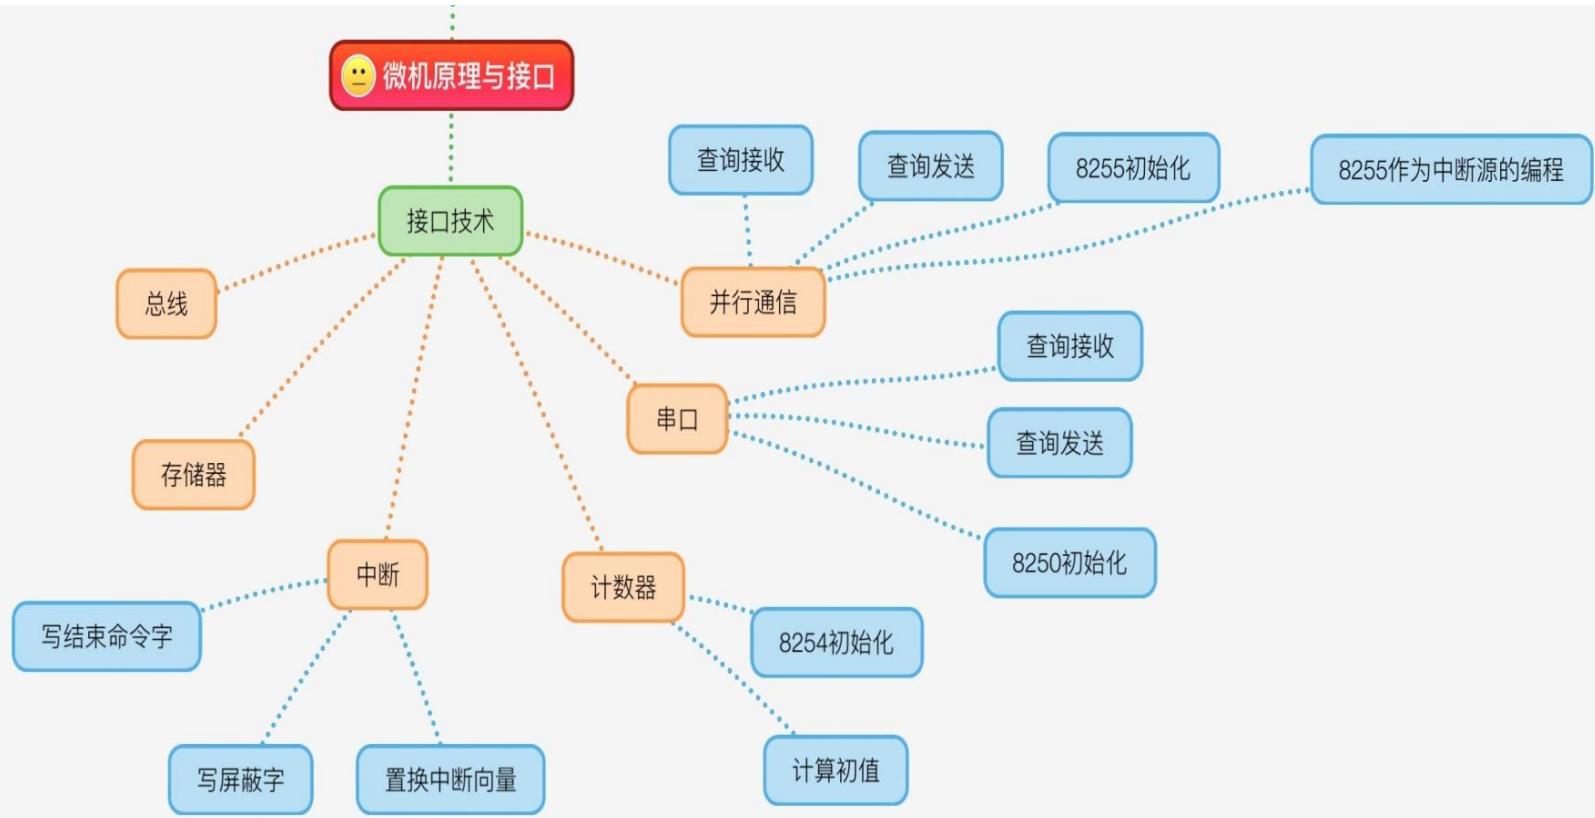 微机原理与接口
接口技术
查询接收
查询发送
8255初始化
8255作为中断源的编程
并行通信
总线
查询接收
串口
查询发送
存储器
8250初始化
中断
计数器
写结束命令字
8254初始化
写屏蔽字
置换中断向量
计算初值